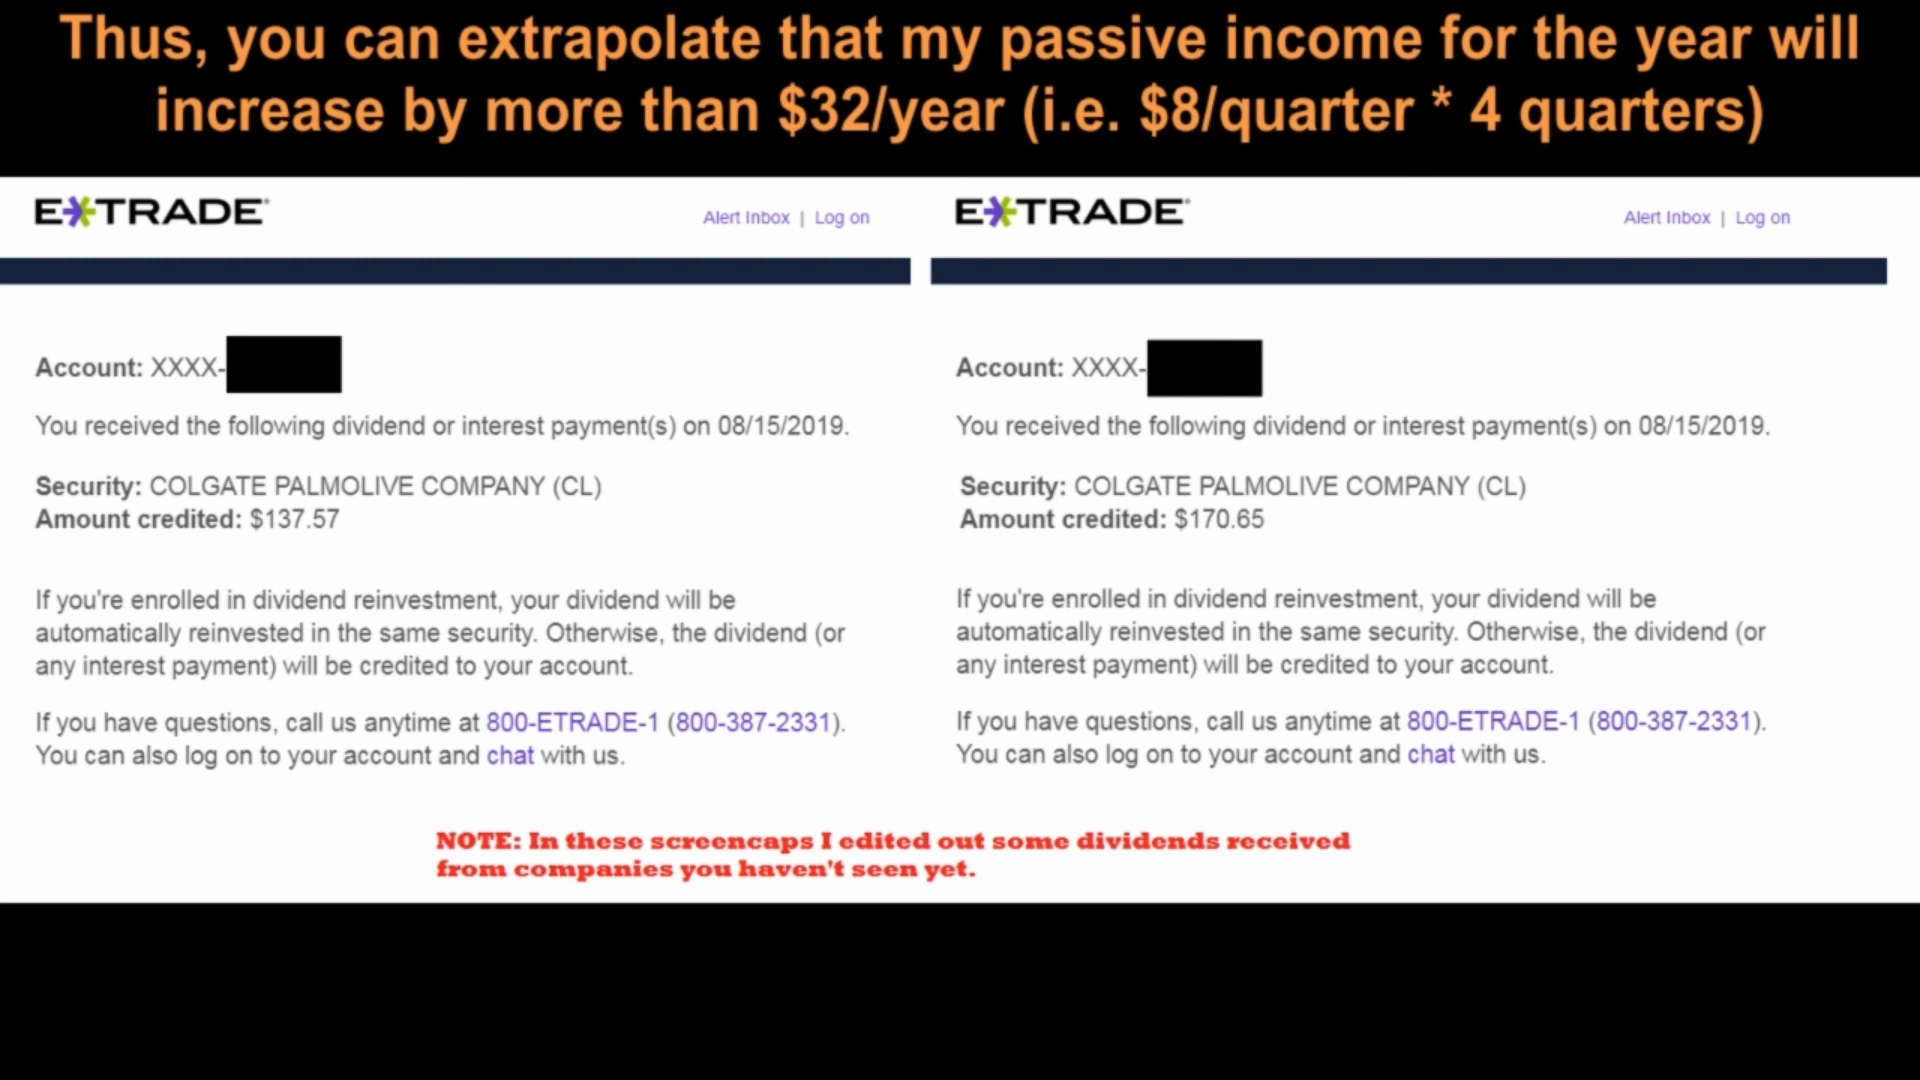 Thus, you can extrapolate that my passive income for the year will
increase by more than $32/year (i.e. $8/quarter * 4 quarters)
E*TRADE
Alert Inbox | Log on
Account: XXXX-
You received the following dividend or interest payment(s) on 08/15/2019.
Security: COLGATE PALMOLIVE COMPANY (CL)
Amount credited: $137.57
If you're enrolled in dividend reinvestment, your dividend will be
automatically reinvested in the same security. Otherwise, the dividend (or
any interest payment) will be credited to your account.
If you have questions, call us anytime at 800-ETRADE-1 (800-387-2331).
You can also log on to your account and chat with us.
E*TRADE
Alert Inbox | Log on
Account: XXXX-
You received the following dividend or interest payment(s) on 08/15/2019.
Security: COLGATE PALMOLIVE COMPANY (CL)
Amount credited: $170.65
If you're enrolled in dividend reinvestment, your dividend will be
automatically reinvested in the same security. Otherwise, the dividend (or
any interest payment) will be credited to your account.
If you have questions, call us anytime at 800-ETRADE-1 (800-387-2331).
You can also log on to your account and chat with us.
NOTE: In these screencaps I edited out some dividends received
from companies you haven't seen yet.